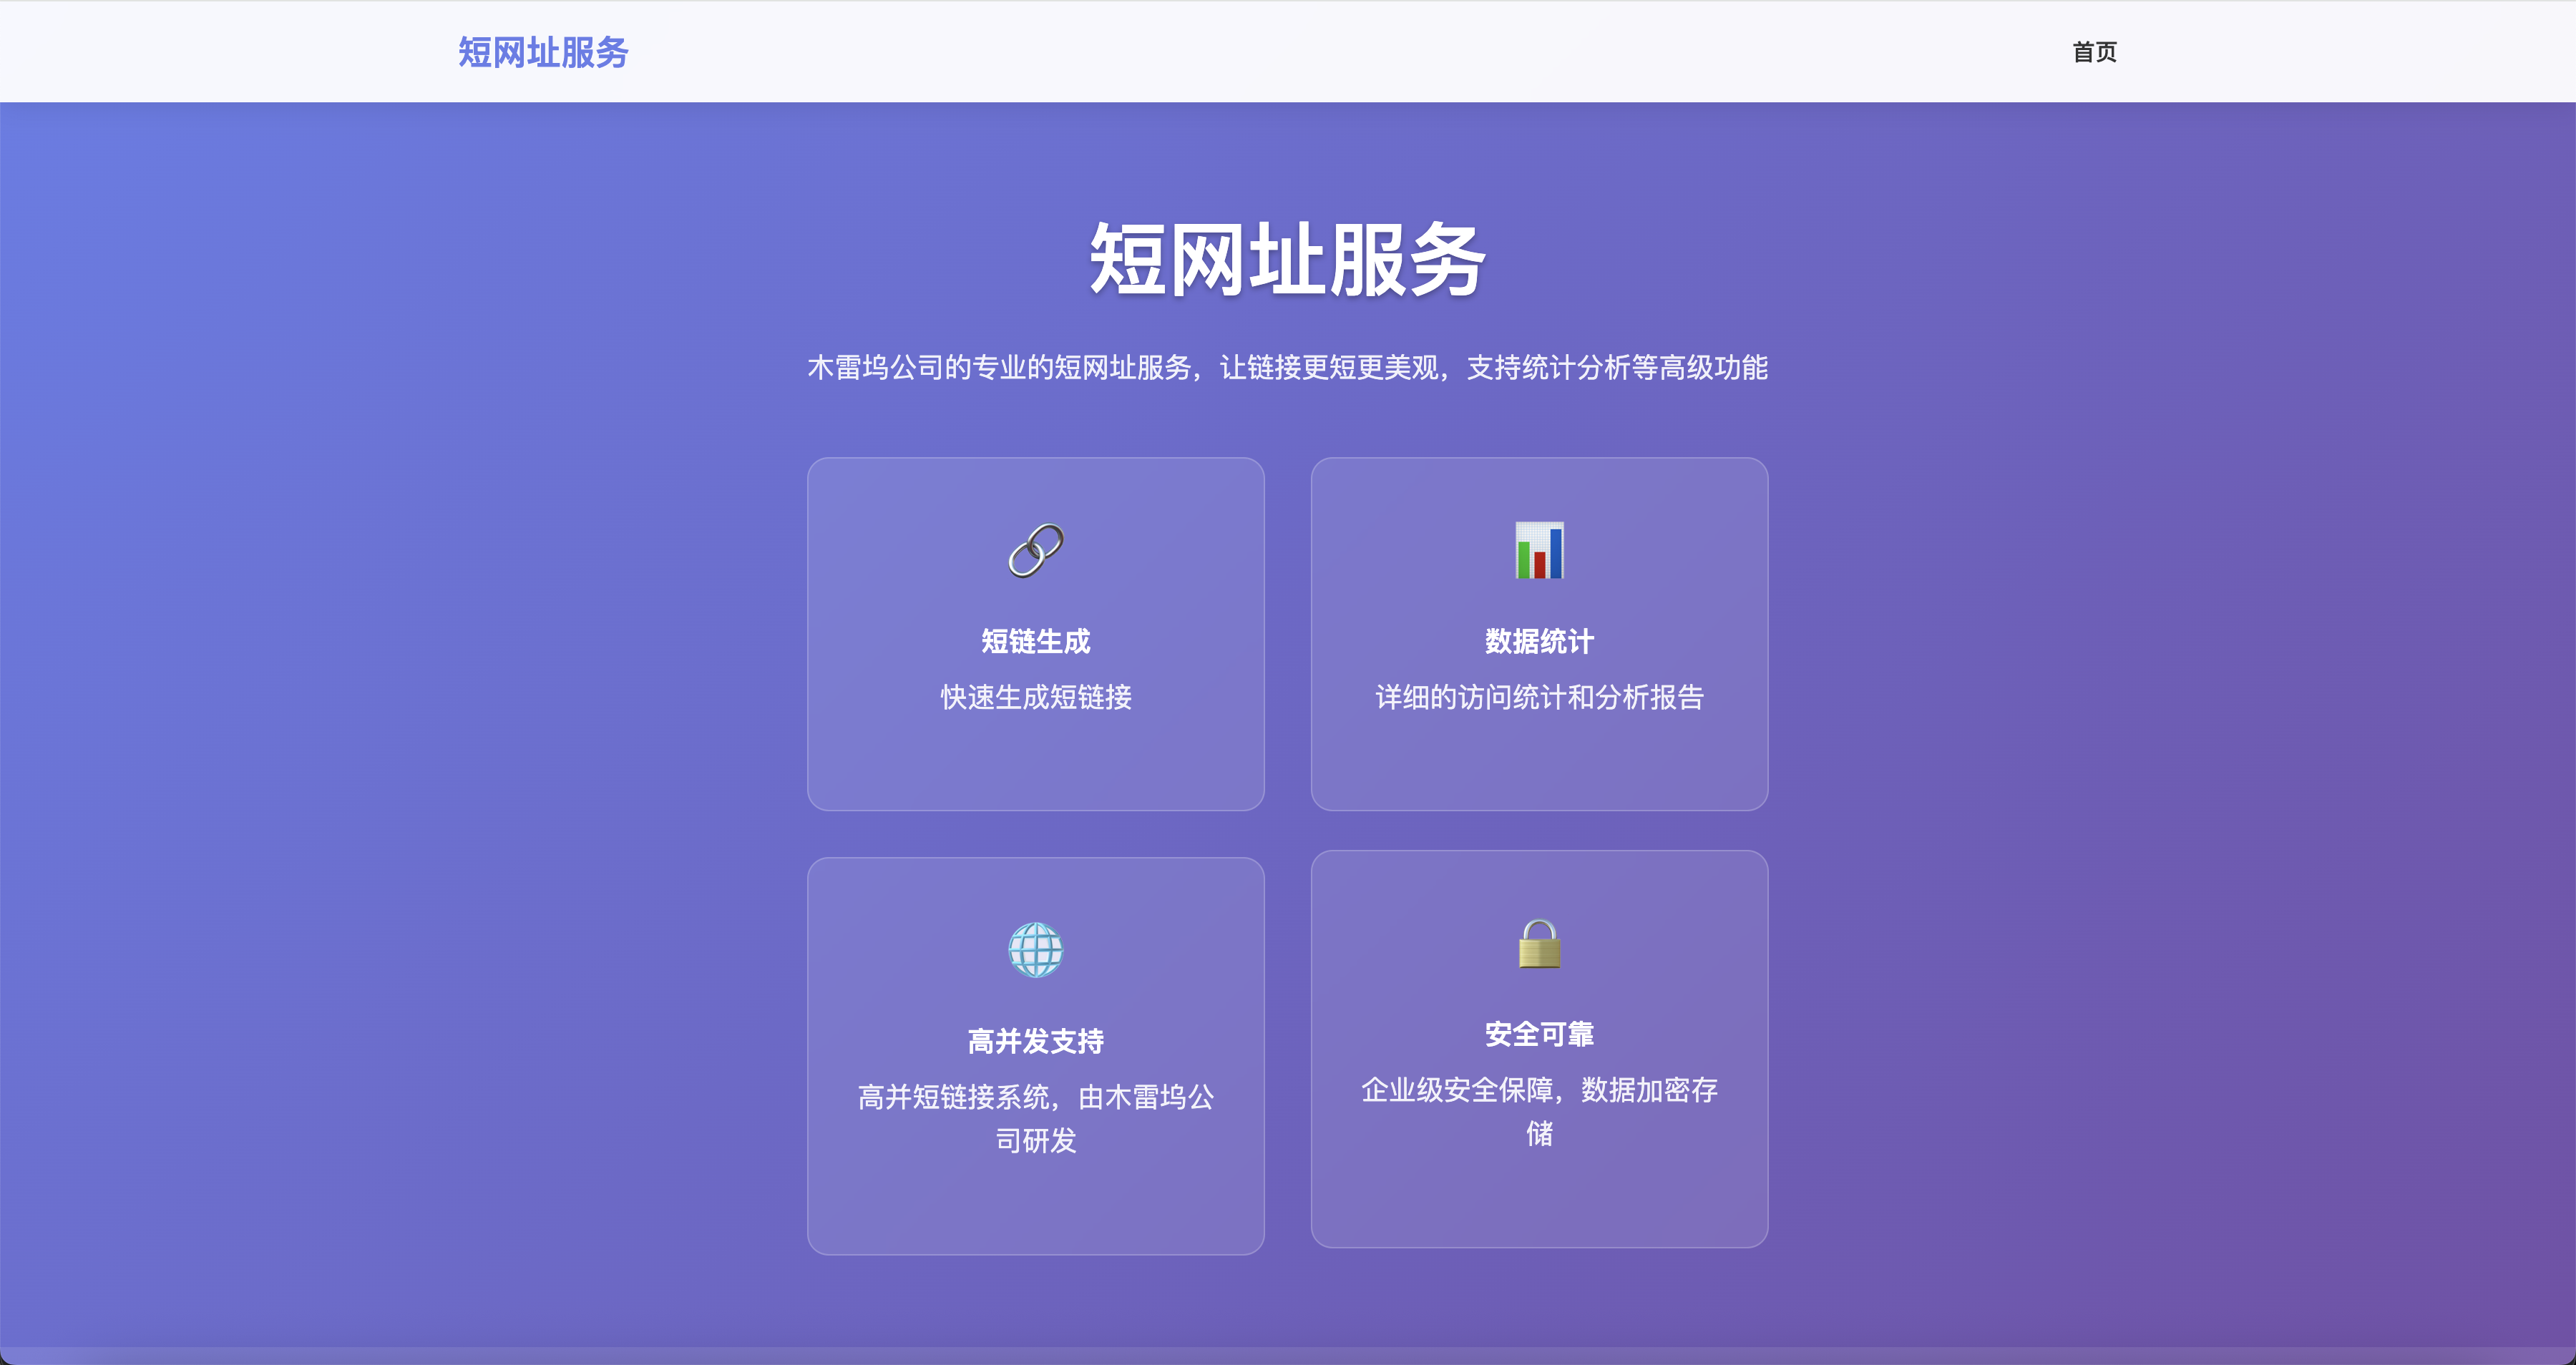 短网址服务
首页
短网址服务
木雷坞公司的专业的短网址服务，让链接更短更美观，支持统计分析等高级功能
短链生成
快速生成短链接
数据统计
详细的访问统计和分析报告
高并发支持
高并短链接系统，由木雷坞公
司研发
安全可靠
企业级安全保障，数据加密存
储